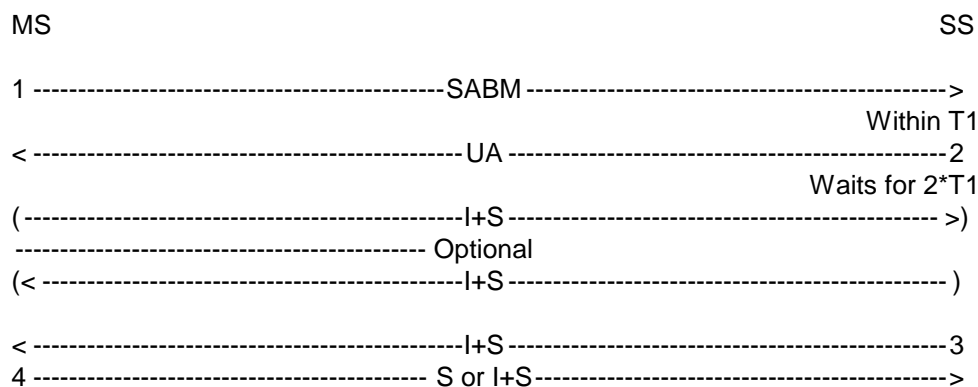 MS SS
1 ----------------------------------------------SABM ----------------------------------------------->
Within T1
< ------------------------------------------------UA -------------------------------------------------2
Waits for 2*T1
(-------------------------------------------------I+S ------------------------------------------------ >)
---------------------------------------------- Optional
(< -----------------------------------------------I+S ----------------------------------------------- )
< ------------------------------------------------I+S -------------------------------------------------3
4 -------------------------------------------- S or I+S---------------------------------------------->